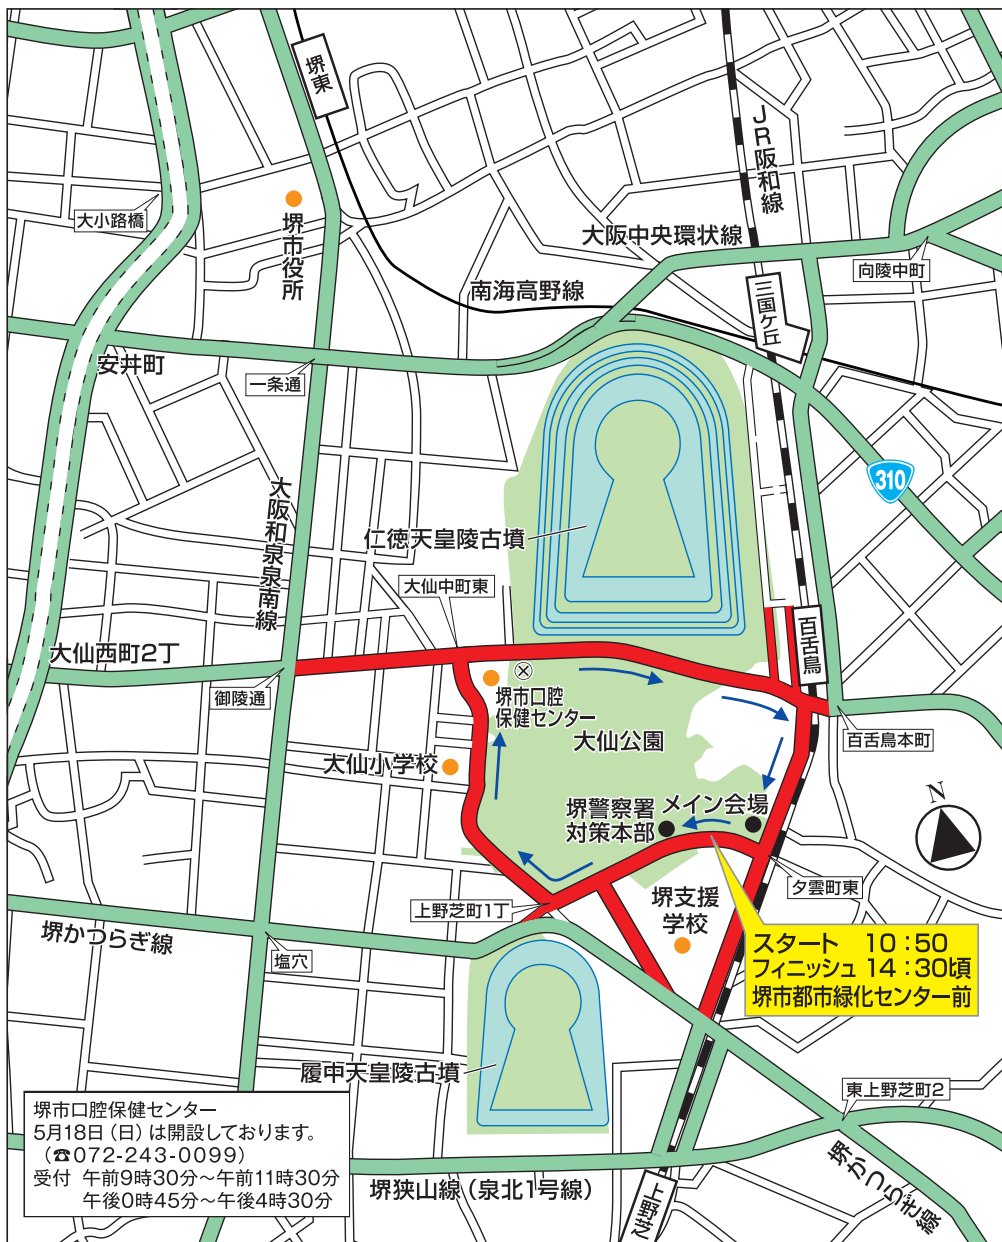 堺東
JR阪和線
大小路橋
堺市役所
大阪中央環状線
向陵中町
南海高野線
三国ケ丘
安井町
一条通
310
大阪和泉泉南線
仁徳天皇陵古墳
大仙中町東
百舌鳥
大仙西町2丁
御陵通
堺市口腔
保健センター
大仙公園
百舌鳥本町
大仙小学校
堺警察署
対策本部
メイン会場
N
夕雲町東
上野芝町1丁
堺支援
学校
堺かつらぎ線
塩穴
スタート 10:50
フィニッシュ 14:30頃
堺市都市緑化センター前
履中天皇陵古墳
東上野芝町2
堺市口腔保健センター
5月18日(日)は開設しております。
(☎072-243-0099)
受付 午前9時30分～午前11時30分
午後0時45分～午後4時30分
堺狭山線(泉北1号線)
上野芝
堺かつらぎ線